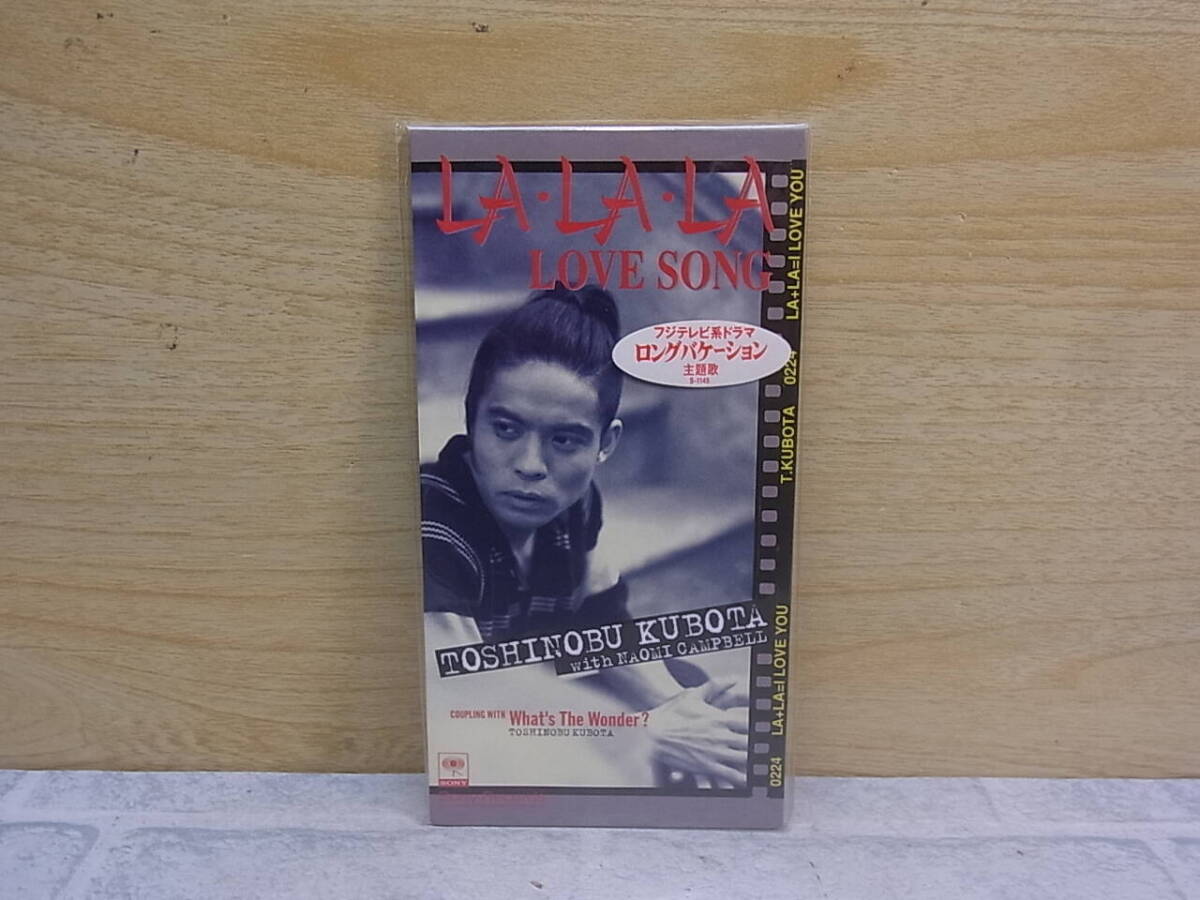 LA・LA・LA
LOVE SONG
フジテレビ系ドラマ
ロングバケーション
主題歌
S-1145
TOSHINOBU KUBOTA
with NAOMI CAMPBELL
COUPLING WITH What's The Wonder?
TOSHINOBU KUBOTA
SONY
LA+LA=I LOVE YOU
0224
T.KUBOTA
LA+LA=I LOVE YOU
0224